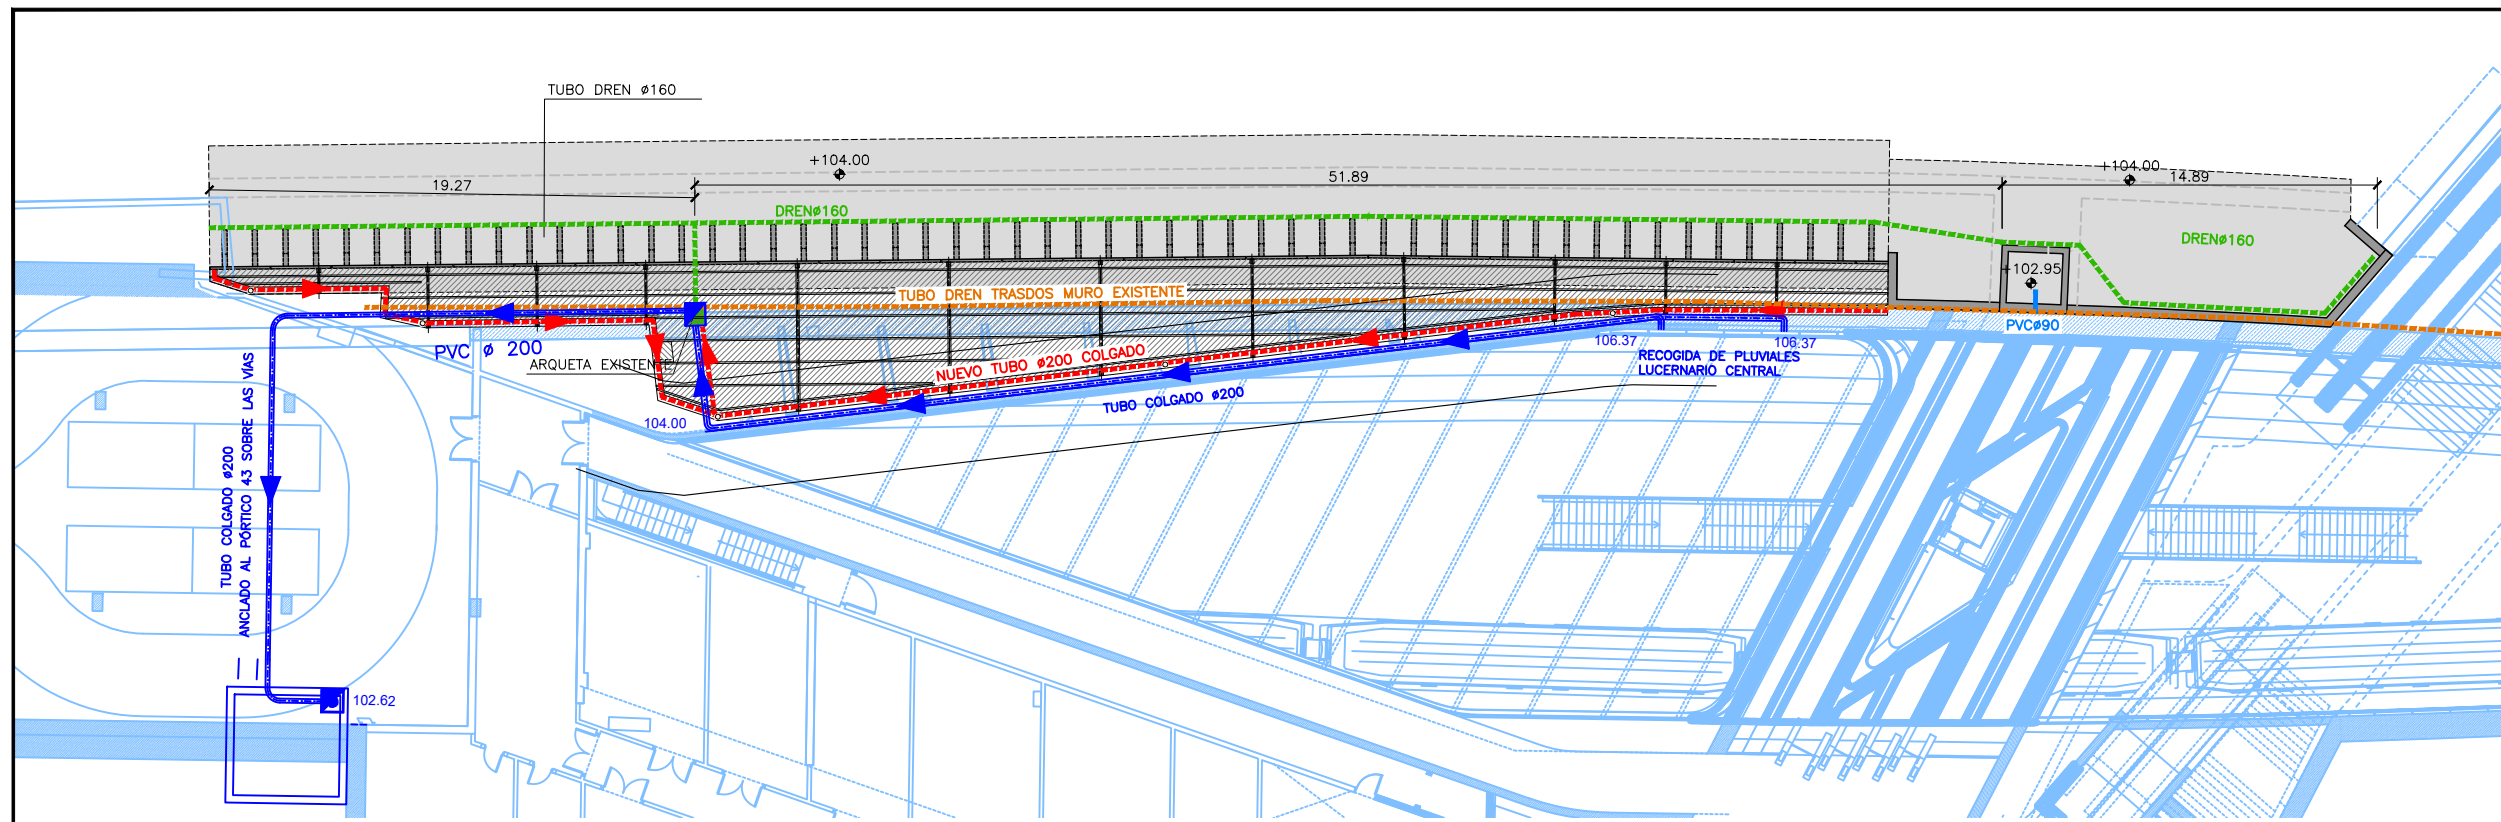 TUBO DREN ø160
+104.00
+104.00
19.27
51.89
14.89
DRENø160
DRENø160
+102.95
TUBO DREN TRASDOS MURO EXISTENTE
PVCø90
PVC ø 200
ARQUETA EXISTENTE
NUEVO TUBO ø200 COLGADO
106.37
106.37
RECOGIDA DE PLUVIALES
LUCERNARIO CENTRAL
TUBO COLGADO ø200
104.00
TUBO COLGADO ø200
ANCLADO AL PÓRTICO 43 SOBRE LAS VÍAS
102.62